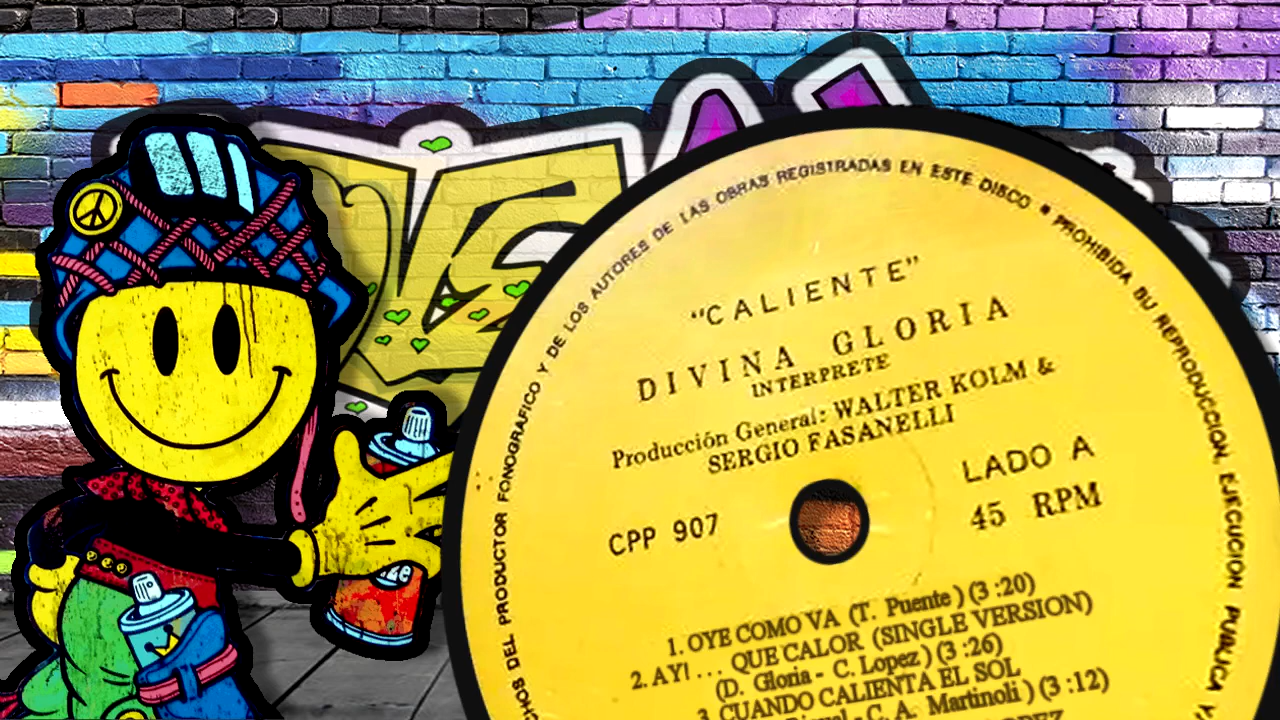 CHOS DEL PRODUCTOR FONOGRAFICO Y DE LOS AUTORES DE LAS OBRAS REGISTRADAS EN ESTE DISCO • PROHIBIDA SU REPRODUCCION, EJECUCION PUBLICA Y
“CALIENTE”
DIVINA GLORIA
INTERPRETE
Producción General: WALTER KOLM &
SERGIO FASANELLI
LADO A
CPP 907
45 RPM
1. OYE COMO VA (T. Puente) (3:20)
2. AY! . . . QUE CALOR (SINGLE VERSION)
(D. Gloria - C. Lopez) (3:26)
3. CUANDO CALIENTA EL SOL
- C. A. Martinoli) (3:12)